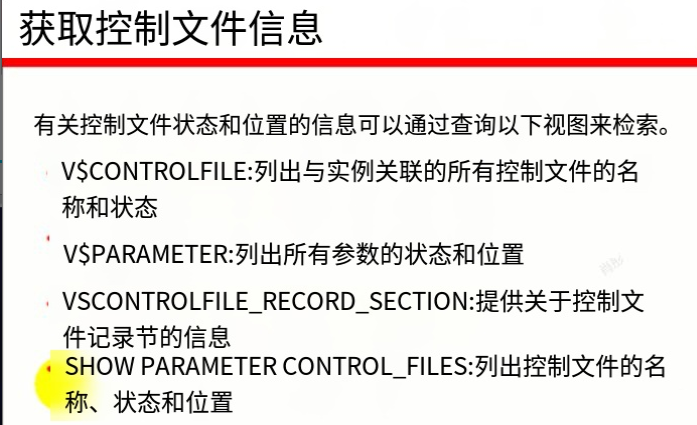 获取控制文件信息
有关控制文件状态和位置的信息可以通过查询以下视图来检索。
V$CONTROLFILE:列出与实例关联的所有控制文件的名
称和状态
V$PARAMETER:列出所有参数的状态和位置
VSCONTROLFILE_RECORD_SECTION:提供关于控制文
件记录节的信息
SHOW PARAMETER CONTROL_FILES:列出控制文件的名
称、状态和位置